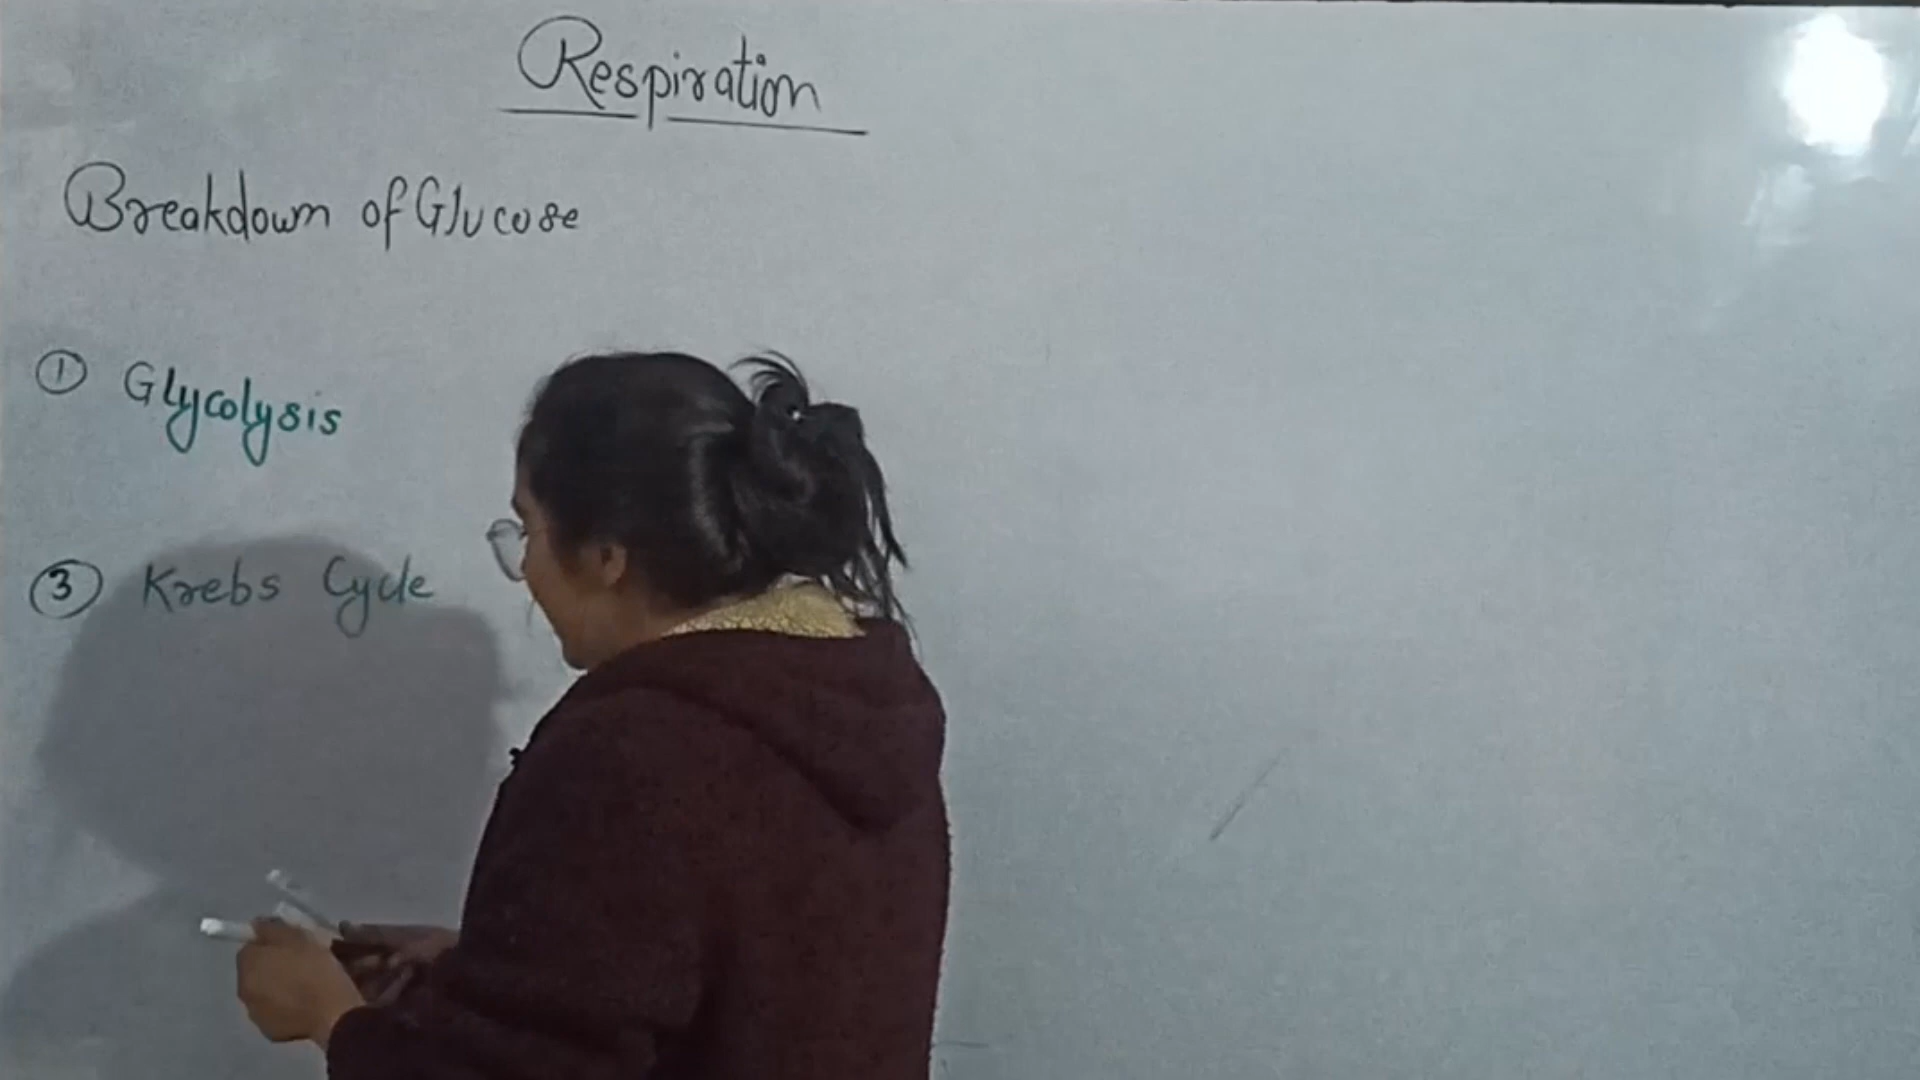 Respiration
Breakdown of Glucose
① Glycolysis
③ Krebs Cycle